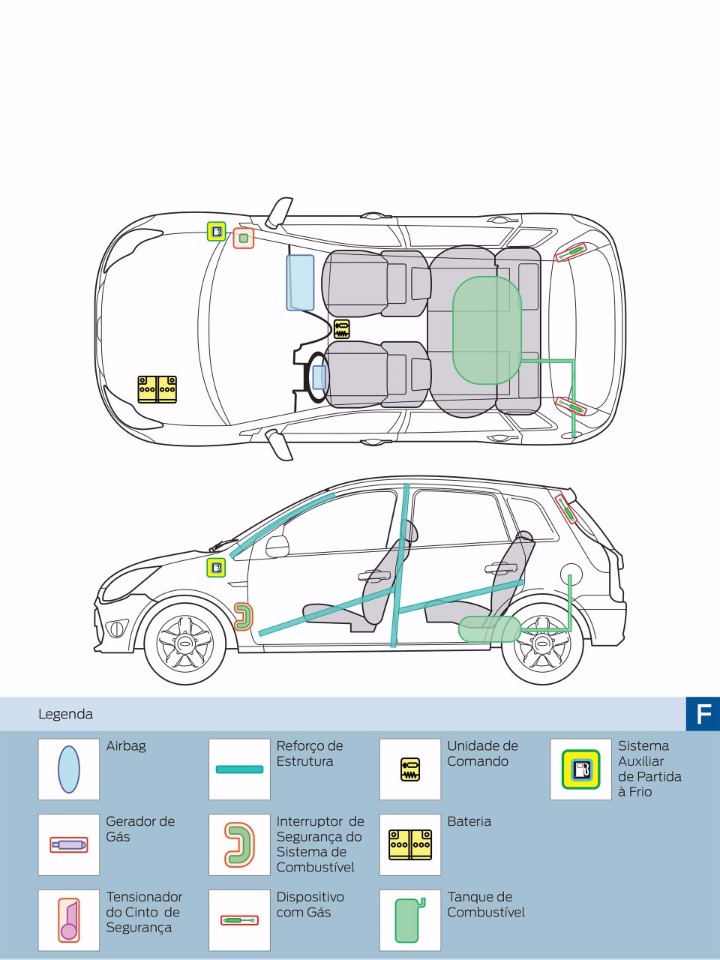 Legenda
F
Airbag
Reforço de
Estrutura
Unidade de
Comando
Sistema
Auxiliar
de Partida
à Frio
Gerador de
Gás
Interruptor de
Segurança do
Sistema de
Combustível
Bateria
Tensionador
do Cinto de
Segurança
Dispositivo
com Gás
Tanque de
Combustível